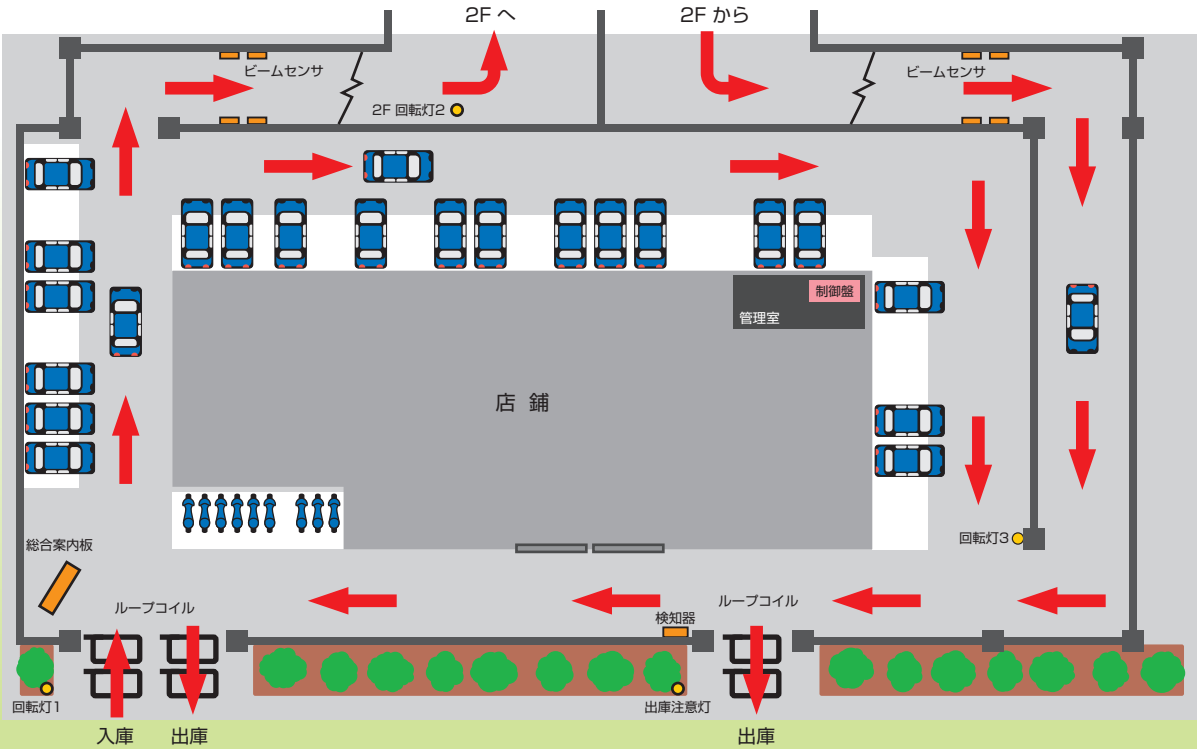 2F へ
2F から
ビームセンサ
ビームセンサ
2F 回転灯2
制御盤
管理室
店 舗
回転灯3
総合案内板
ループコイル
ループコイル
検知器
回転灯1
出庫注意灯
入庫
出庫
出庫